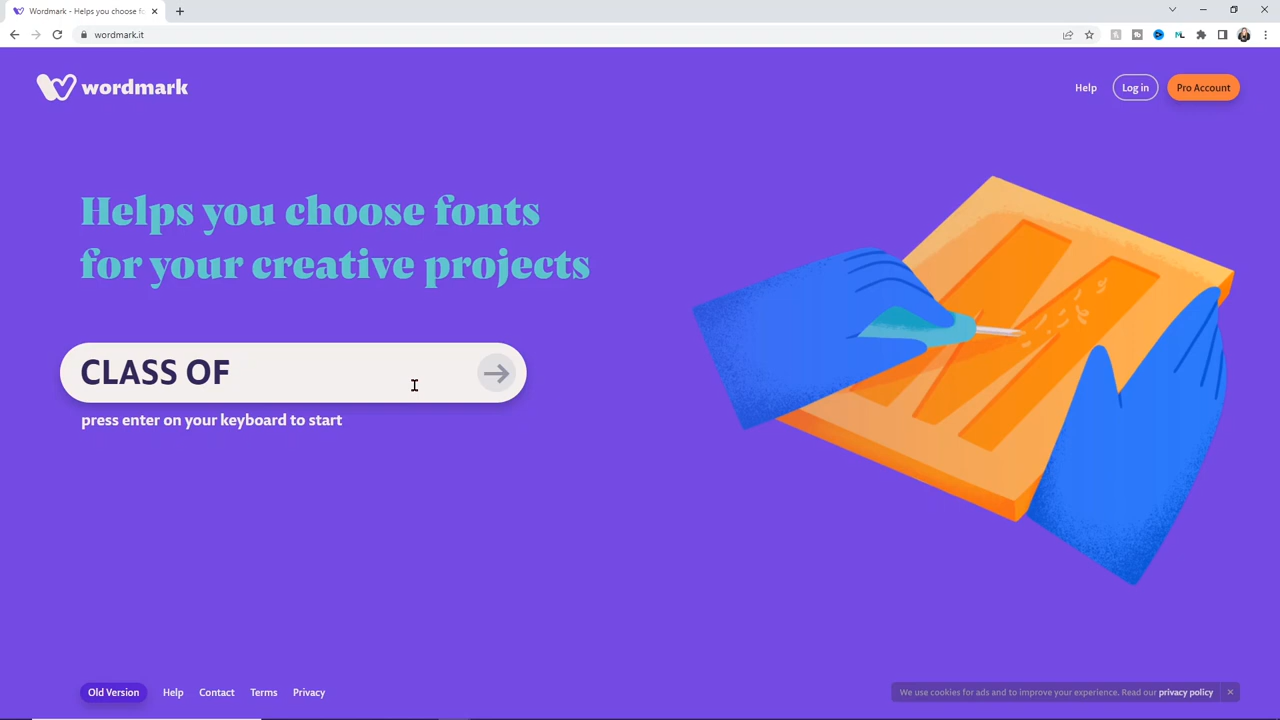 Wordmark - Helps you choose fo
wordmark.it
wordmark
Help
Log in
Pro Account
Helps you choose fonts
for your creative projects
CLASS OF
press enter on your keyboard to start
Old Version
Help
Contact
Terms
Privacy
We use cookies for ads and to improve your experience. Read our privacy policy